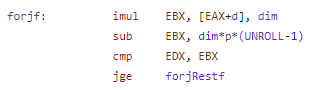 forjf: imul EBX, [EAX+d], dim
sub EBX, dim*p*(UNROLL-1)
cmp EDX, EBX
jge forjRestf